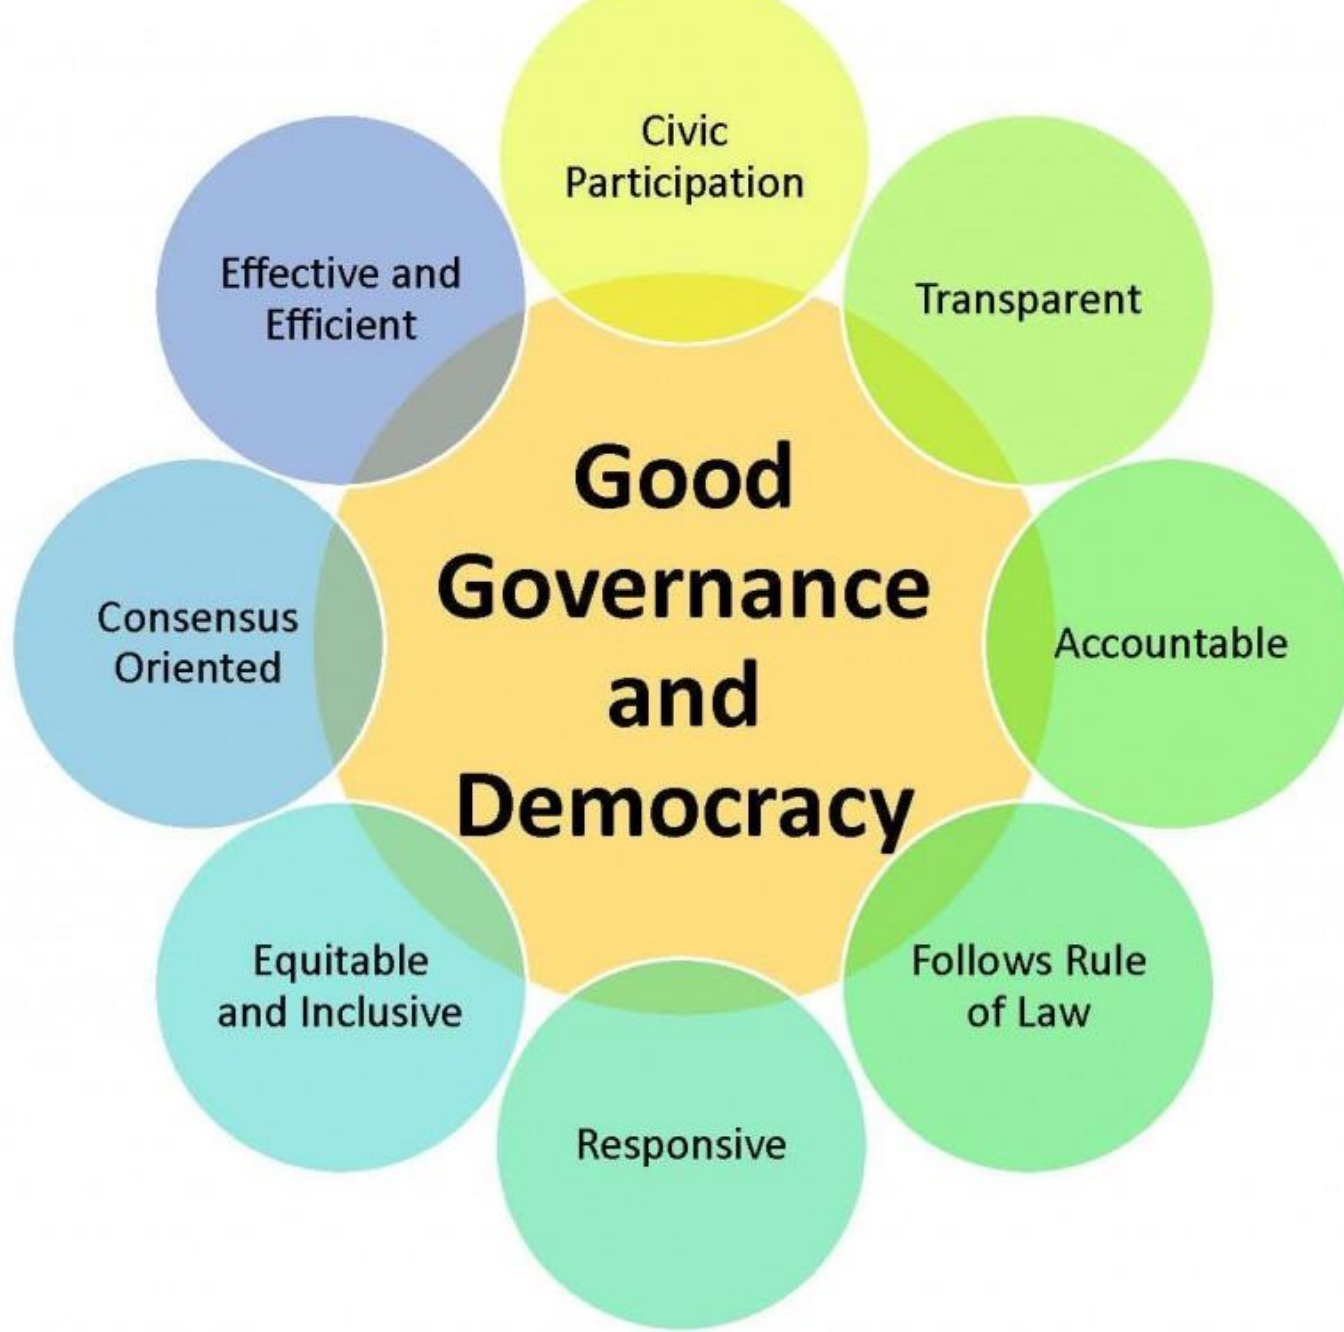 Civic
Participation
Transparent
Accountable
Follows Rule
of Law
Responsive
Equitable
and Inclusive
Consensus
Oriented
Effective and
Efficient
Good
Governance
and
Democracy